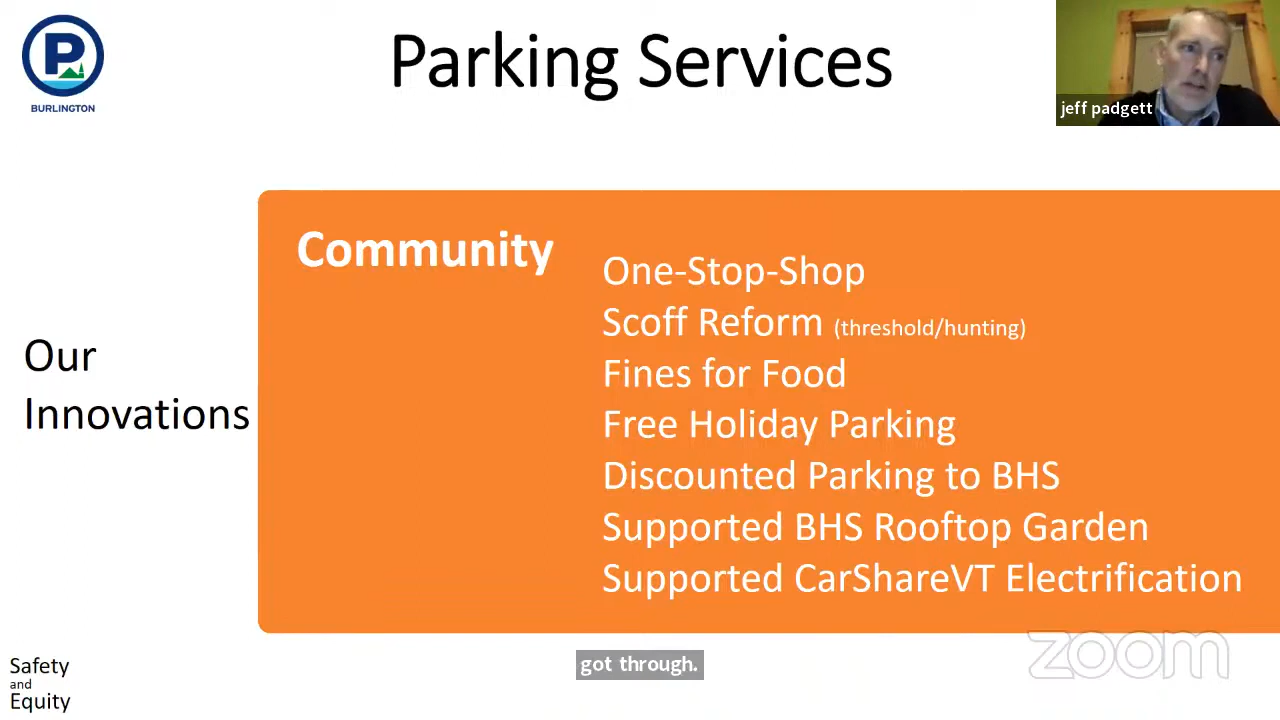 P
BURLINGTON
Parking Services
jeff padgett
Our
Innovations
Community
One-Stop-Shop
Scoff Reform (threshold/hunting)
Fines for Food
Free Holiday Parking
Discounted Parking to BHS
Supported BHS Rooftop Garden
Supported CarShareVT Electrification
Safety
and
Equity
got through.
zoom